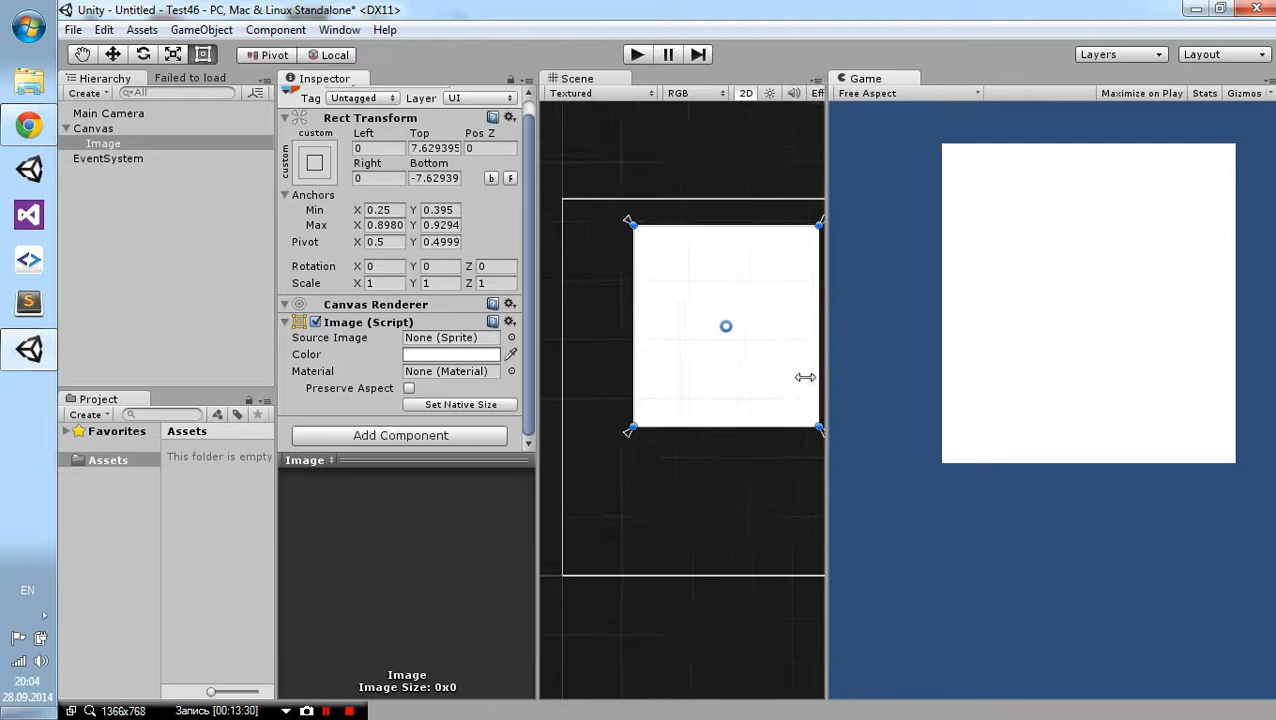 Unity - Untitled - Test46 - PC, Mac & Linux Standalone* <DX11>
File Edit Assets GameObject Component Window Help
Pivot Local Layers Layout
Hierarchy Failed to load
Create All
Main Camera
Canvas
Image
EventSystem
Project
Create
Favorites
Assets
Assets
This folder is empty
Inspector
Tag Untagged Layer UI
Rect Transform
custom Left Top Pos Z
custom
0 7.629395 0
Right Bottom
0 -7.62939 b F
Anchors
Min X 0.25 Y 0.395
Max X 0.8980 Y 0.9294
Pivot X 0.5 Y 0.4999
Rotation X 0 Y 0 Z 0
Scale X 1 Y 1 Z 1
Canvas Renderer
Image (Script)
Source Image None (Sprite)
Color
Material None (Material)
Preserve Aspect
Set Native Size
Add Component
Image
Image
Image Size: 0x0
Scene
Textured RGB 2D Eff
Game
Free Aspect Maximize on Play Stats Gizmos
EN
20:04
28.09.2014
1366x768 Запись [00:13:30]